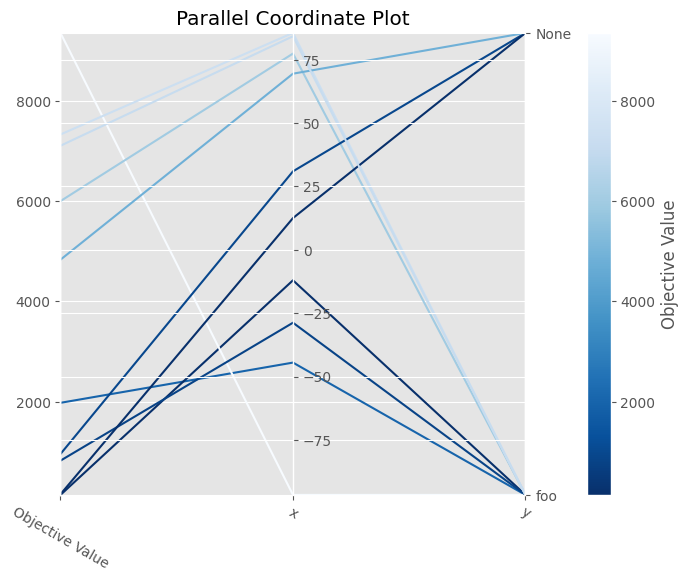 Parallel Coordinate Plot
None
8000
6000
4000
2000
75
50
25
0
−25
−50
−75
foo
Objective Value
x
y
8000
6000
4000
2000
Objective Value